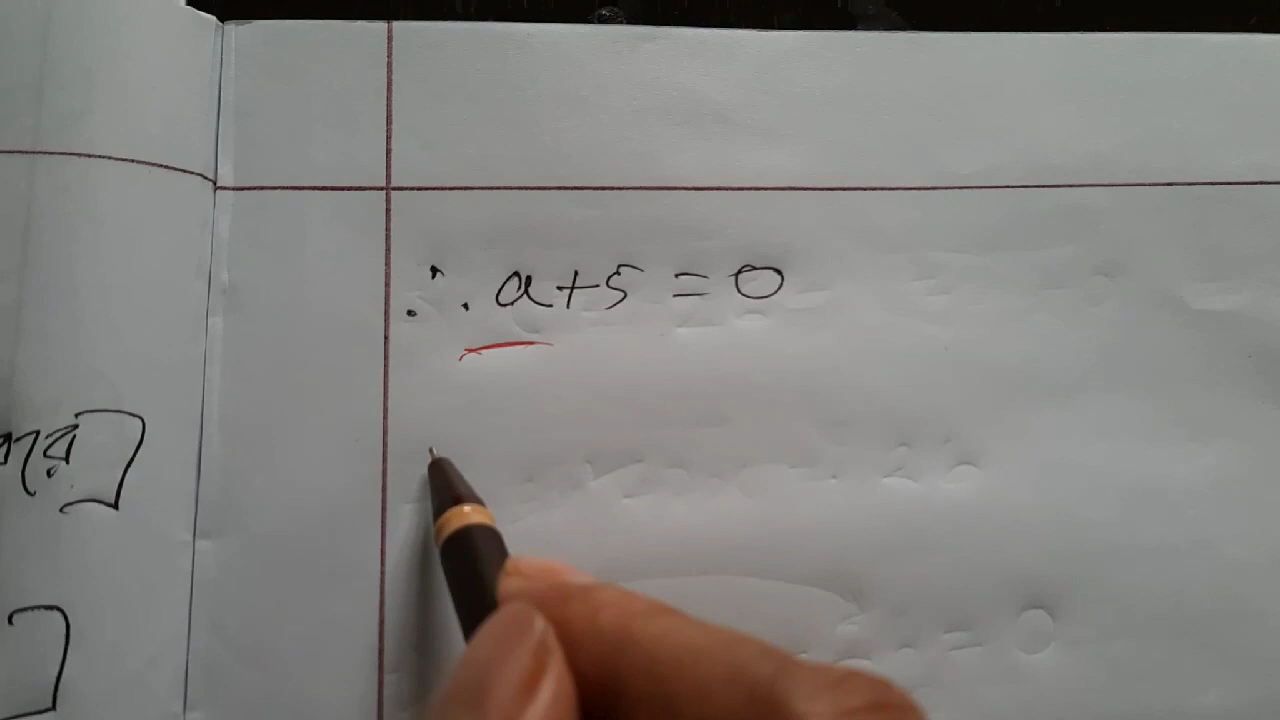 ∴ a+5 = 0